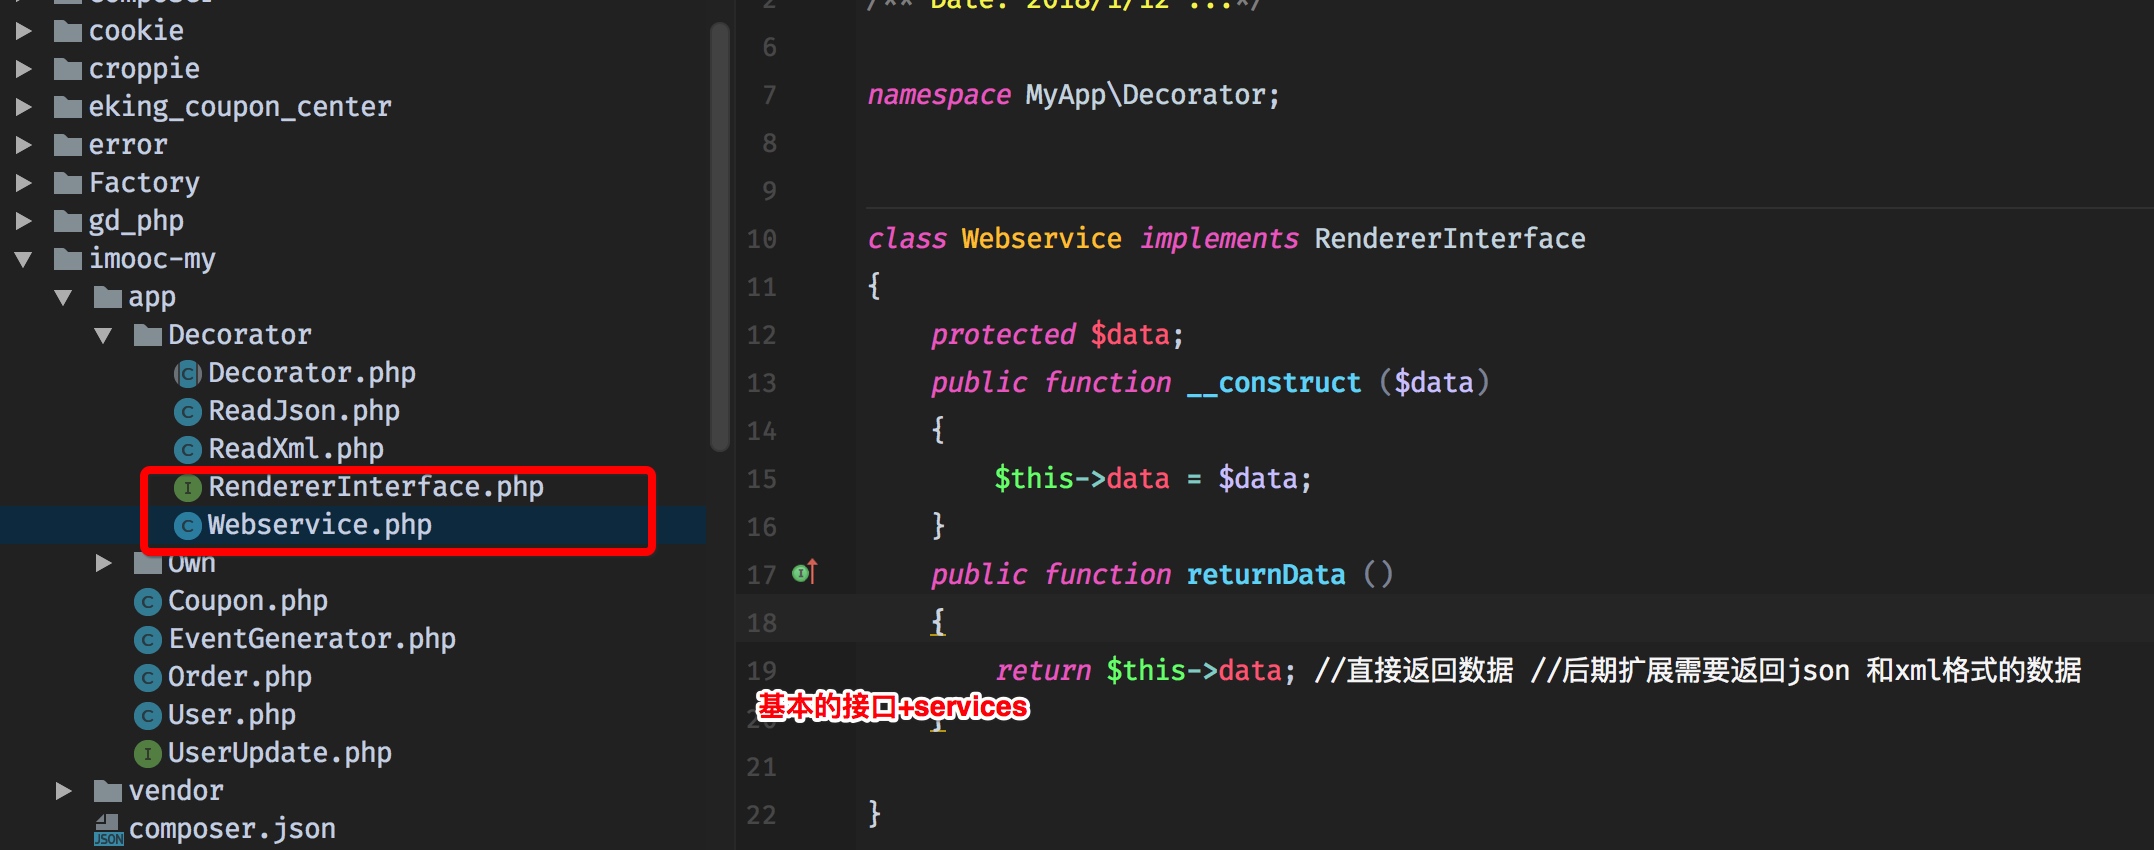 composer
cookie
croppie
eking_coupon_center
error
Factory
gd_php
imooc-my
app
Decorator
Decorator.php
ReadJson.php
ReadXml.php
RendererInterface.php
Webservice.php
Own
Coupon.php
EventGenerator.php
Order.php
User.php
UserUpdate.php
vendor
composer.json
2 /** Date: 2018/1/12 ...*/
6
7 namespace MyApp\Decorator;
8
9
10 class Webservice implements RendererInterface
11 {
12 protected $data;
13 public function __construct ($data)
14 {
15 $this->data = $data;
16 }
17 public function returnData ()
18 {
19 return $this->data; //直接返回数据 //后期扩展需要返回json 和xml格式的数据
基本的接口+services
20 }
21
22 }